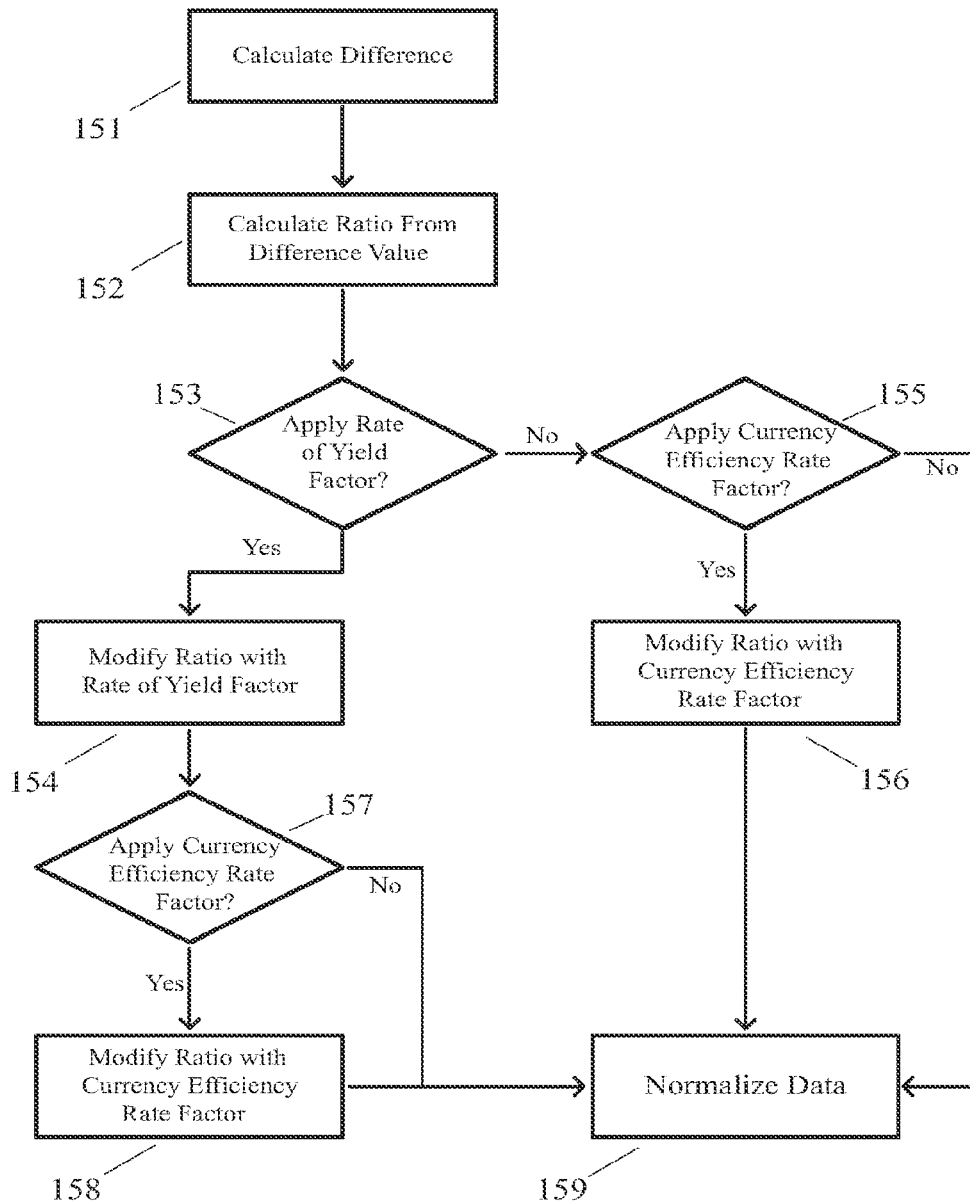 Calculate Difference
151
Calculate Ratio From
Difference Value
152
153
Apply Rate
of Yield
Factor?
No
155
Apply Currency
Efficiency Rate
Factor?
No
Yes
Yes
Modify Ratio with
Rate of Yield Factor
154
Modify Ratio with
Currency Efficiency
Rate Factor
156
157
Apply Currency
Efficiency Rate
Factor?
No
Yes
Modify Ratio with
Currency Efficiency
Rate Factor
158
Normalize Data
159